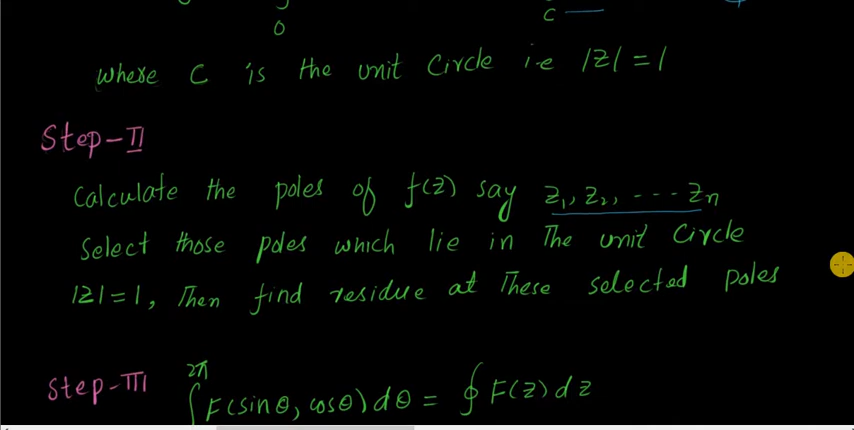 0
C
where C is the unit Circle i.e |z| = 1
Step-II
Calculate the poles of f(z) say z₁, z₂, --- zₙ
Select those poles which lie in The unit Circle
|z| = 1, Then find residue at These selected poles
Step-III
2π
∫ F(sinθ, cosθ) dθ = ∮ F(z) dz